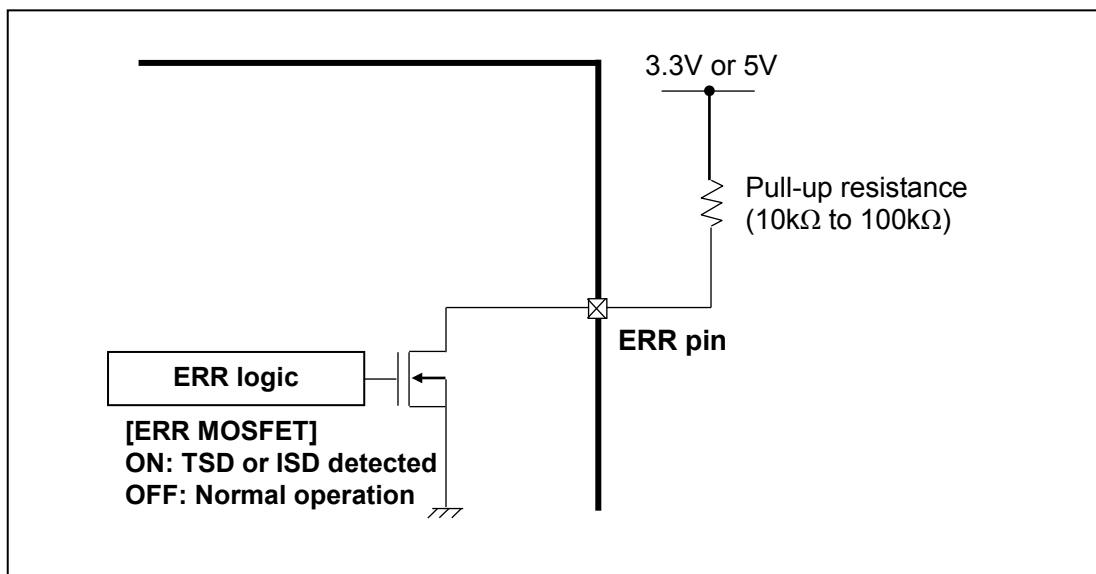 3.3V or 5V
Pull-up resistance
(10kΩ to 100kΩ)
ERR pin
ERR logic
[ERR MOSFET]
ON: TSD or ISD detected
OFF: Normal operation